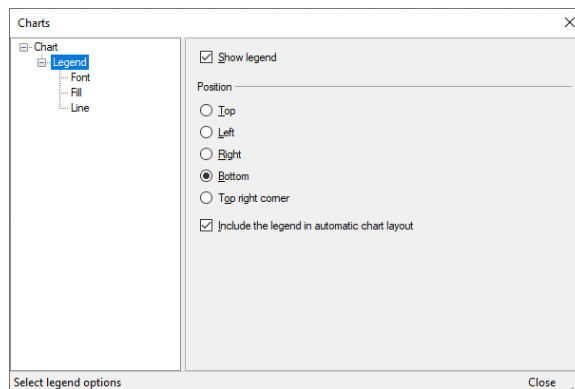 Charts
Chart
Legend
Font
Fill
Line
Show legend
Position
Top
Left
Right
Bottom
Top right corner
Include the legend in automatic chart layout
Select legend options
Close